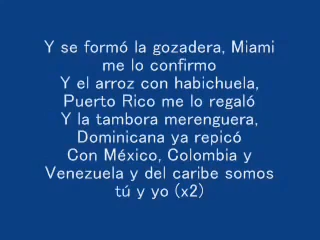 Y se formó la gozadera, Miami
me lo confirmo
Y el arroz con habichuela,
Puerto Rico me lo regaló
Y la tambora merenguera,
Dominicana ya repicó
Con México, Colombia y
Venezuela y del caribe somos
tú y yo (x2)